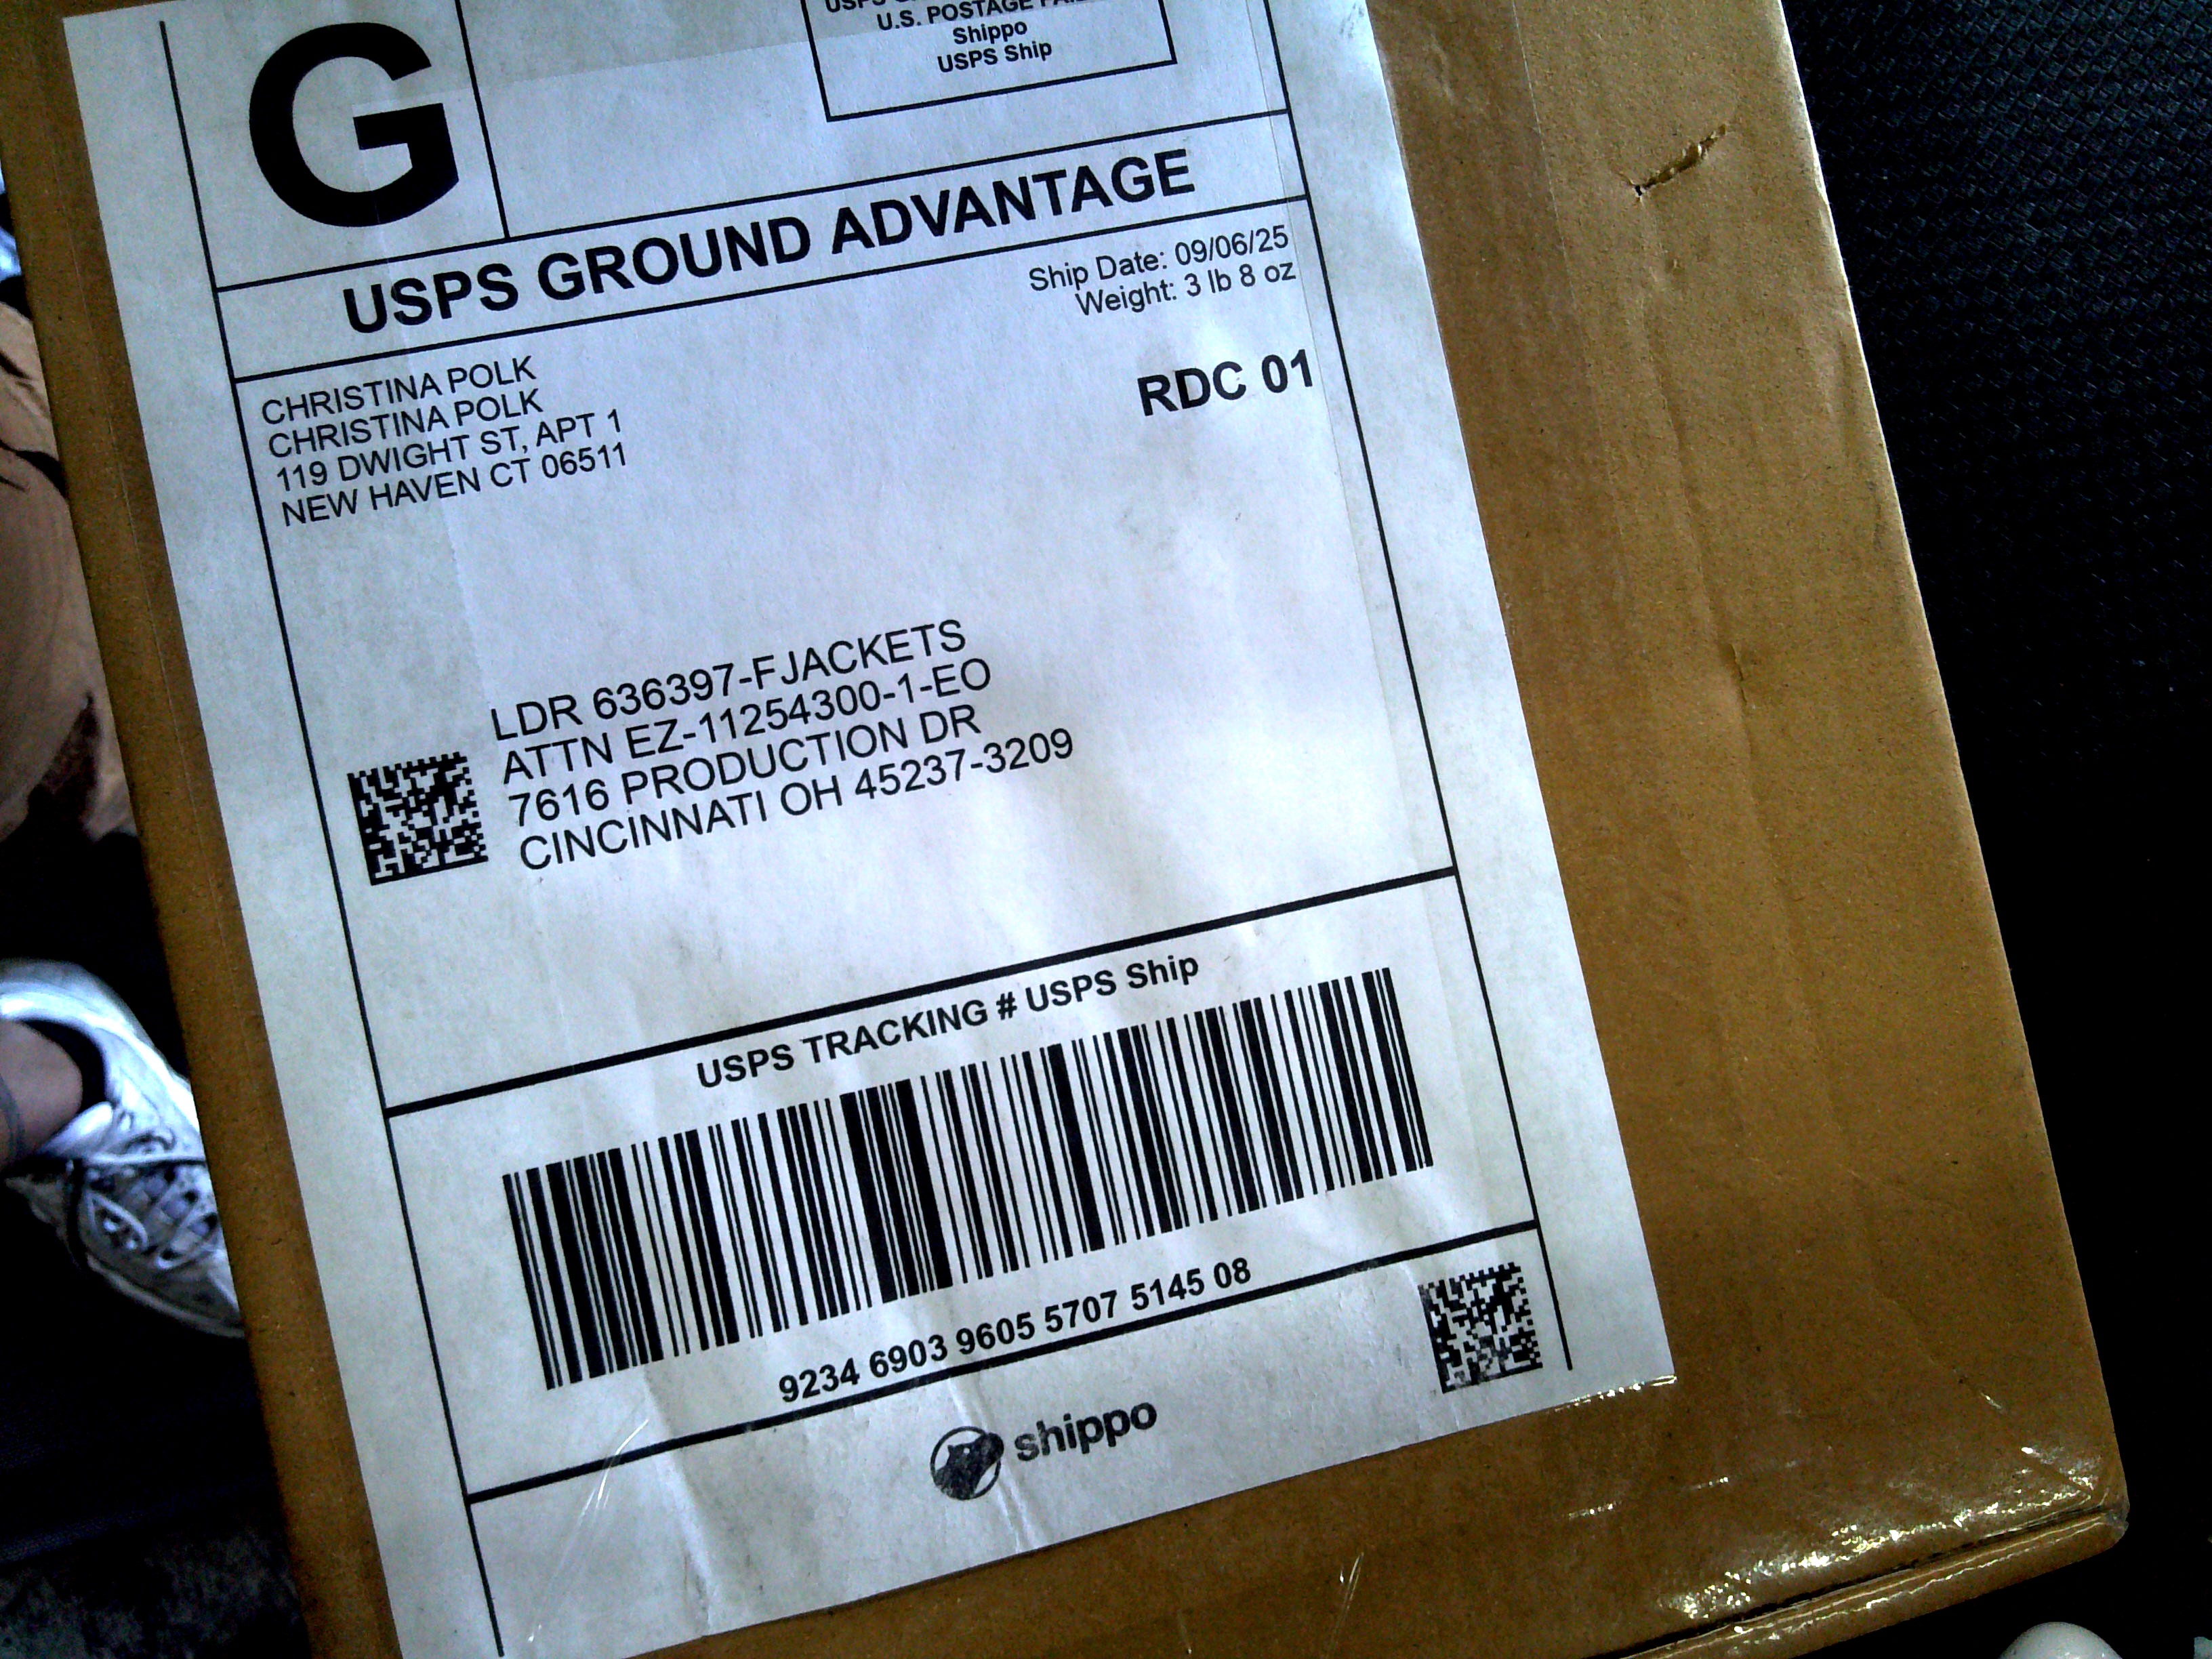 G
U.S. POSTAGE
Shippo
USPS Ship
USPS GROUND ADVANTAGE
Ship Date: 09/06/25
Weight: 3 lb 8 oz
RDC 01
CHRISTINA POLK
CHRISTINA POLK
119 DWIGHT ST, APT 1
NEW HAVEN CT 06511
LDR 636397-FJACKETS
ATTN EZ-11254300-1-EO
7616 PRODUCTION DR
CINCINNATI OH 45237-3209
USPS TRACKING # USPS Ship
9234 6903 9605 5707 5145 08
shippo